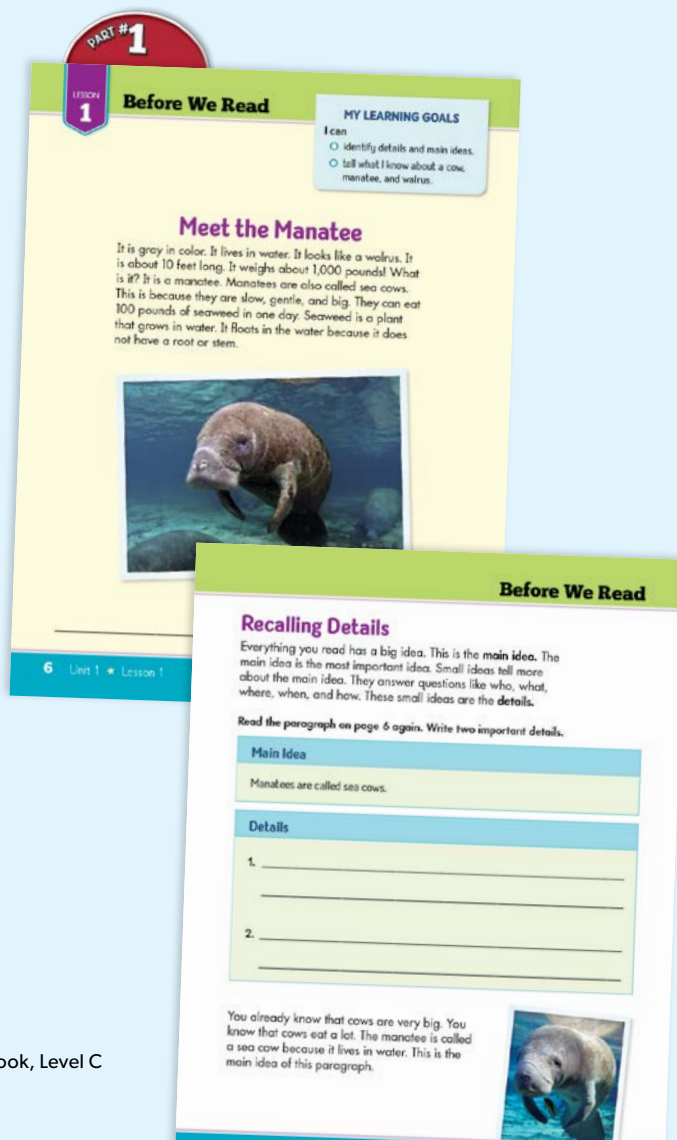 PART #1
LESSON
1
Before We Read
MY LEARNING GOALS
I can
identify details and main ideas.
tell what I know about a cow,
manatee, and walrus.
Meet the Manatee
It is gray in color. It lives in water. It looks like a walrus. It
is about 10 feet long. It weighs about 1,000 pounds! What
is it? It is a manatee. Manatees are also called sea cows.
This is because they are slow, gentle, and big. They can eat
100 pounds of seaweed in one day. Seaweed is a plant
that grows in water. It floats in the water because it does
not have a root or stem.
6 Unit 1 ★ Lesson 1
Before We Read
Recalling Details
Everything you read has a big idea. This is the main idea. The
main idea is the most important idea. Small ideas tell more
about the main idea. They answer questions like who, what,
where, when, and how. These small ideas are the details.
Read the paragraph on page 6 again. Write two important details.
Main Idea
Manatees are called sea cows.
Details
1.
2.
You already know that cows are very big. You
know that cows eat a lot. The manatee is called
a sea cow because it lives in water. This is the
main idea of this paragraph.
ook, Level C